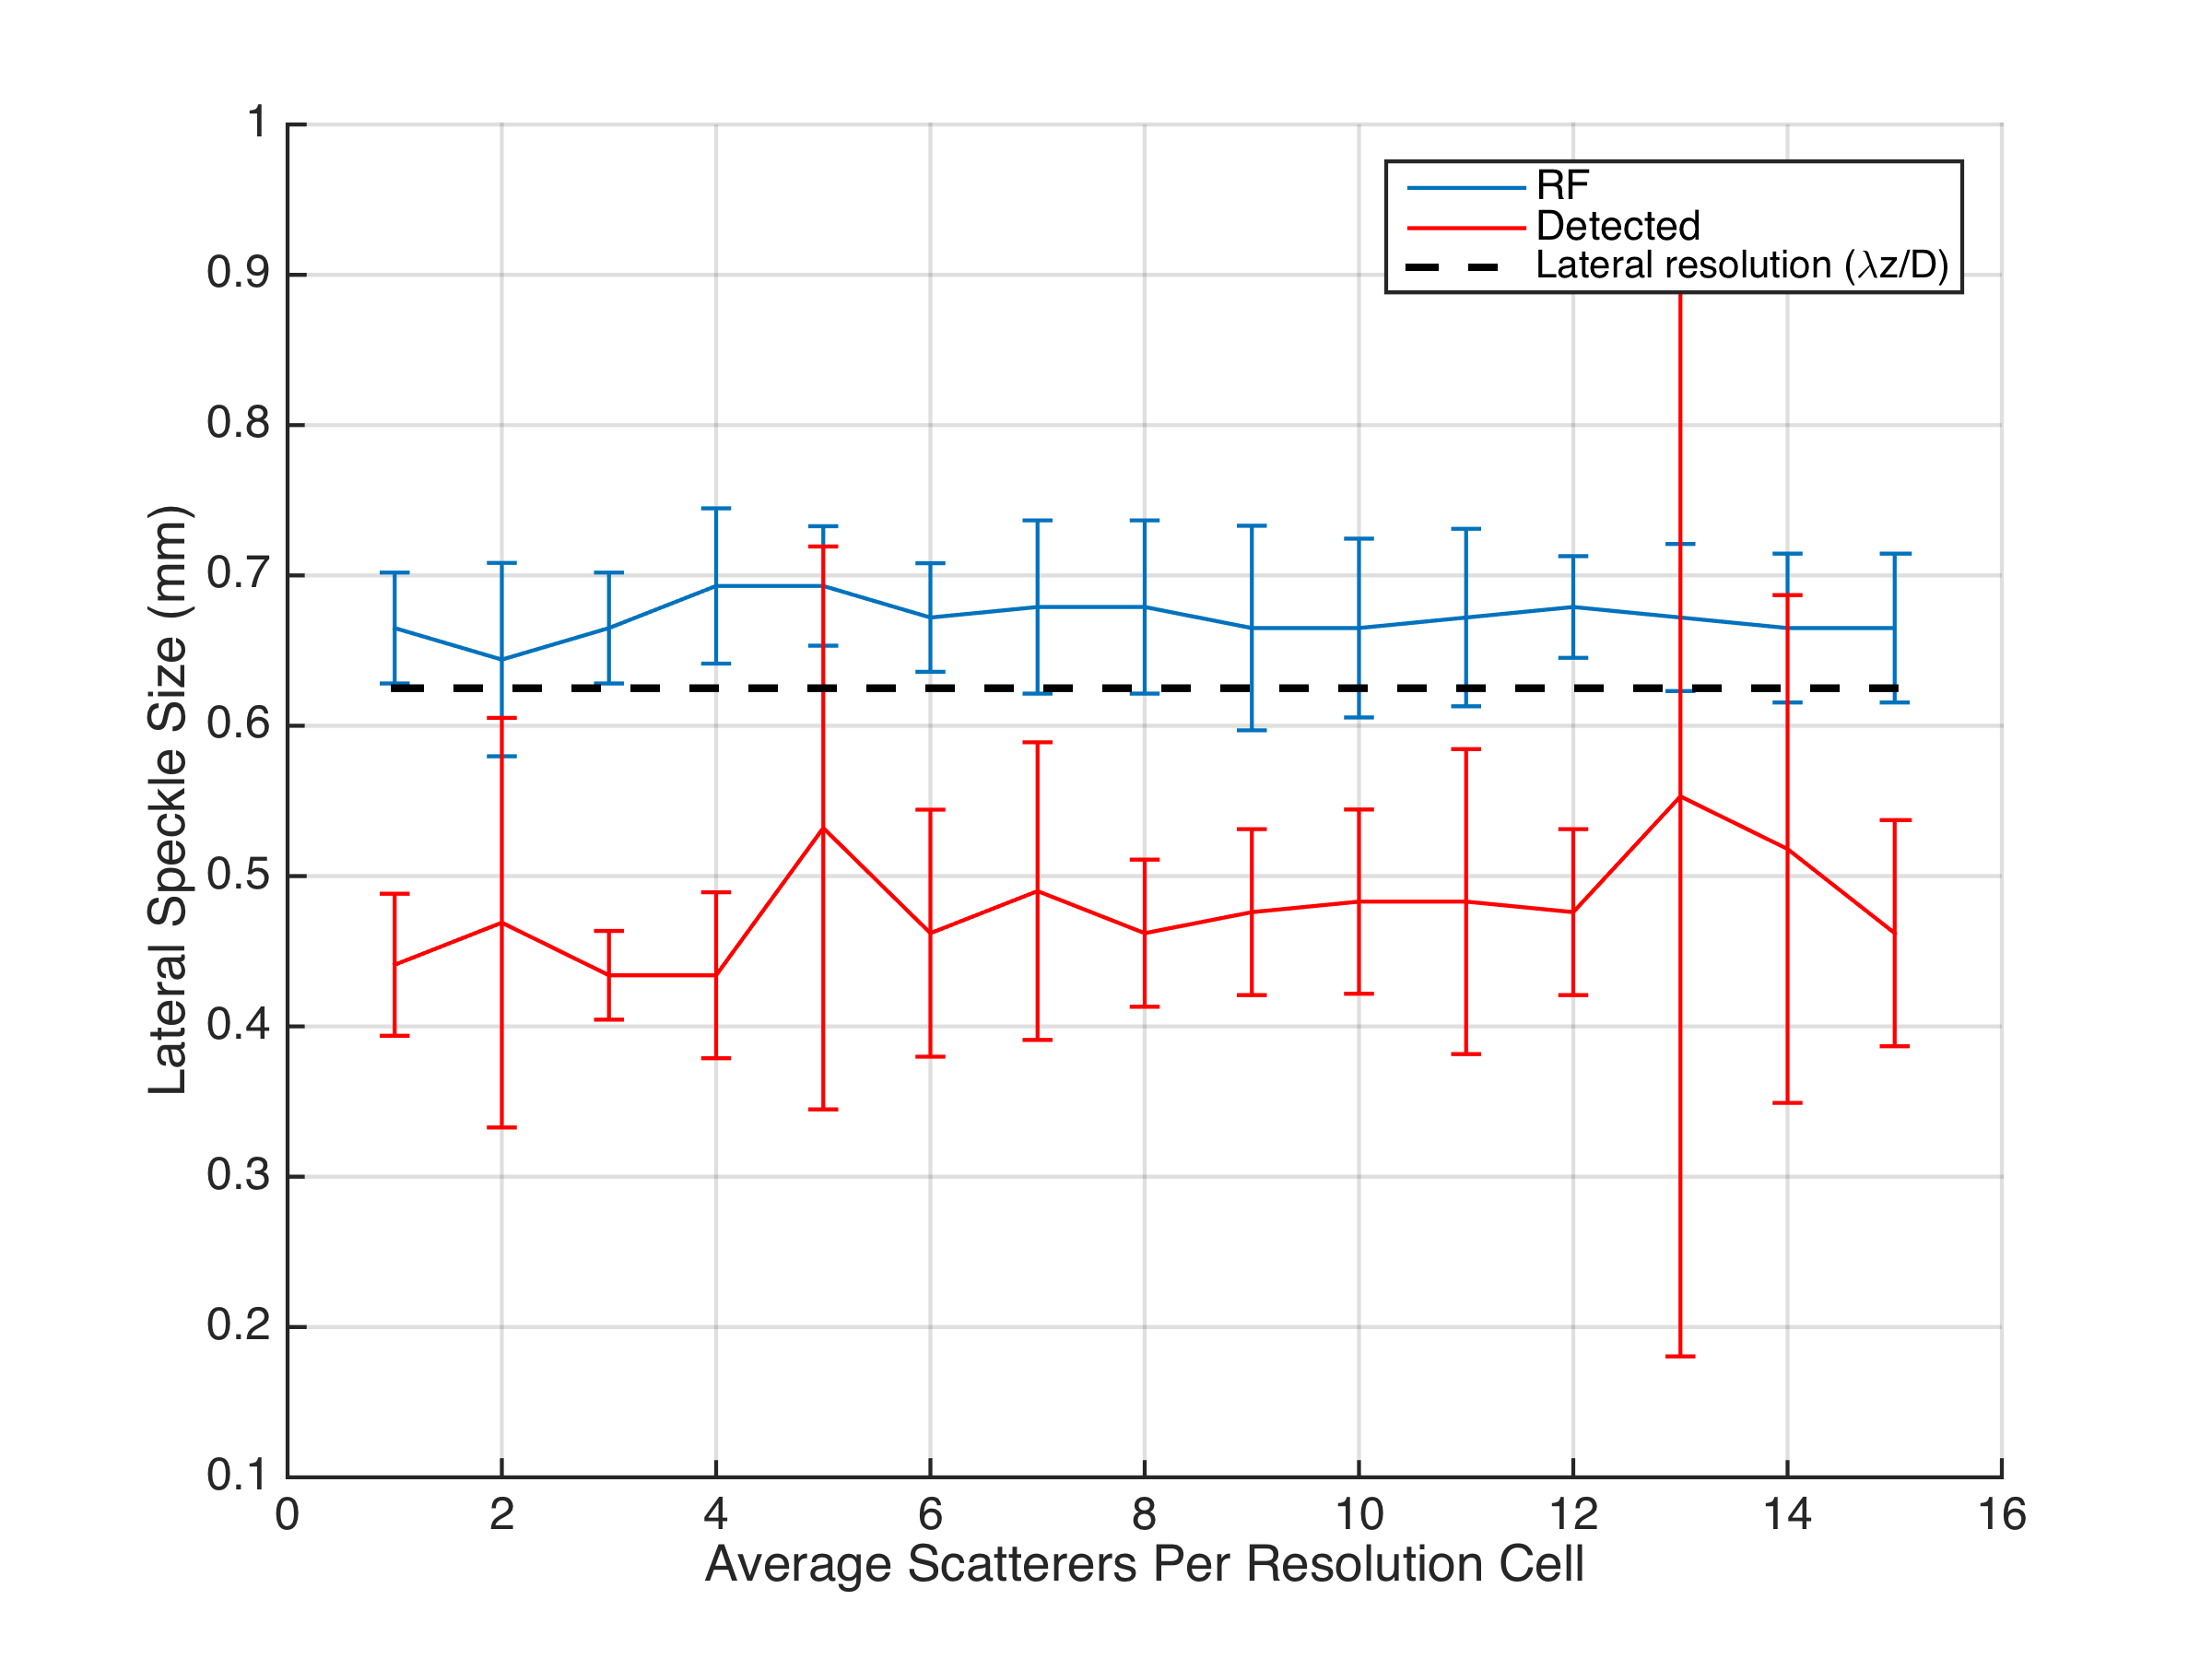 1
0.9
0.8
0.7
0.6
0.5
0.4
0.3
0.2
0.1
Lateral Speckle Size (mm)
RF
Detected
Lateral resolution (λz/D)
0 2 4 6 8 10 12 14 16
Average Scatterers Per Resolution Cell